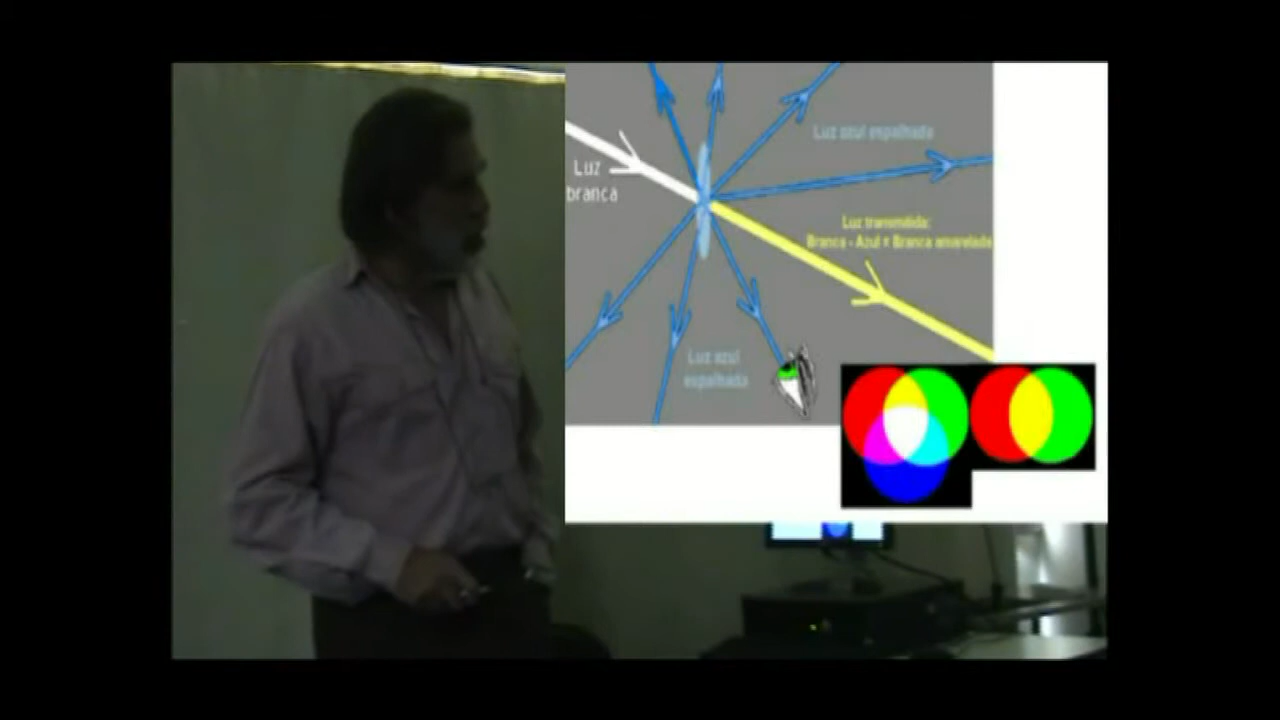 Luz azul espalhada
Luz
branca
Luz transmitida:
Branca - Azul = Branca amarelada
Luz azul
espalhada